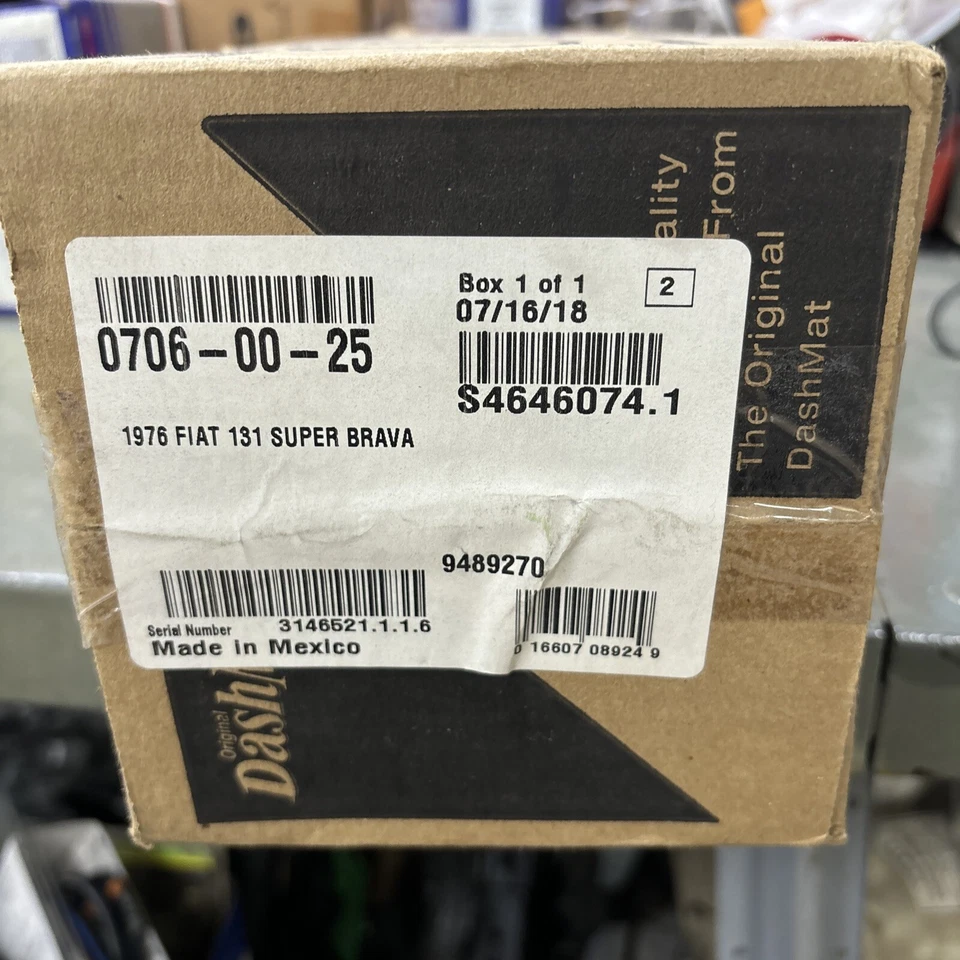 0706-00-25
Box 1 of 1
2
07/16/18
S4646074.1
1976 FIAT 131 SUPER BRAVA
9489270
Serial Number 3146521.1.1.6
Made in Mexico
0 16607 08924 9
ality
From
The Original
DashMat
Original
Dash